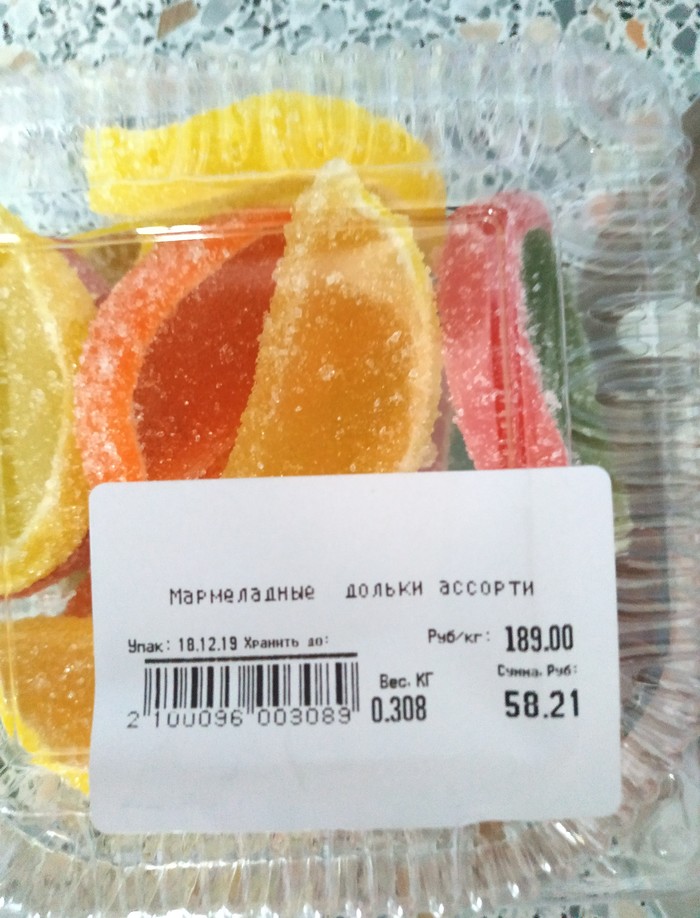 Мармеладные дольки ассорти
Упак: 18.12.19 Хранить до:
Руб/кг: 189.00
Вес. КГ
Сумма. Руб:
2 100096 003089
0.308
58.21